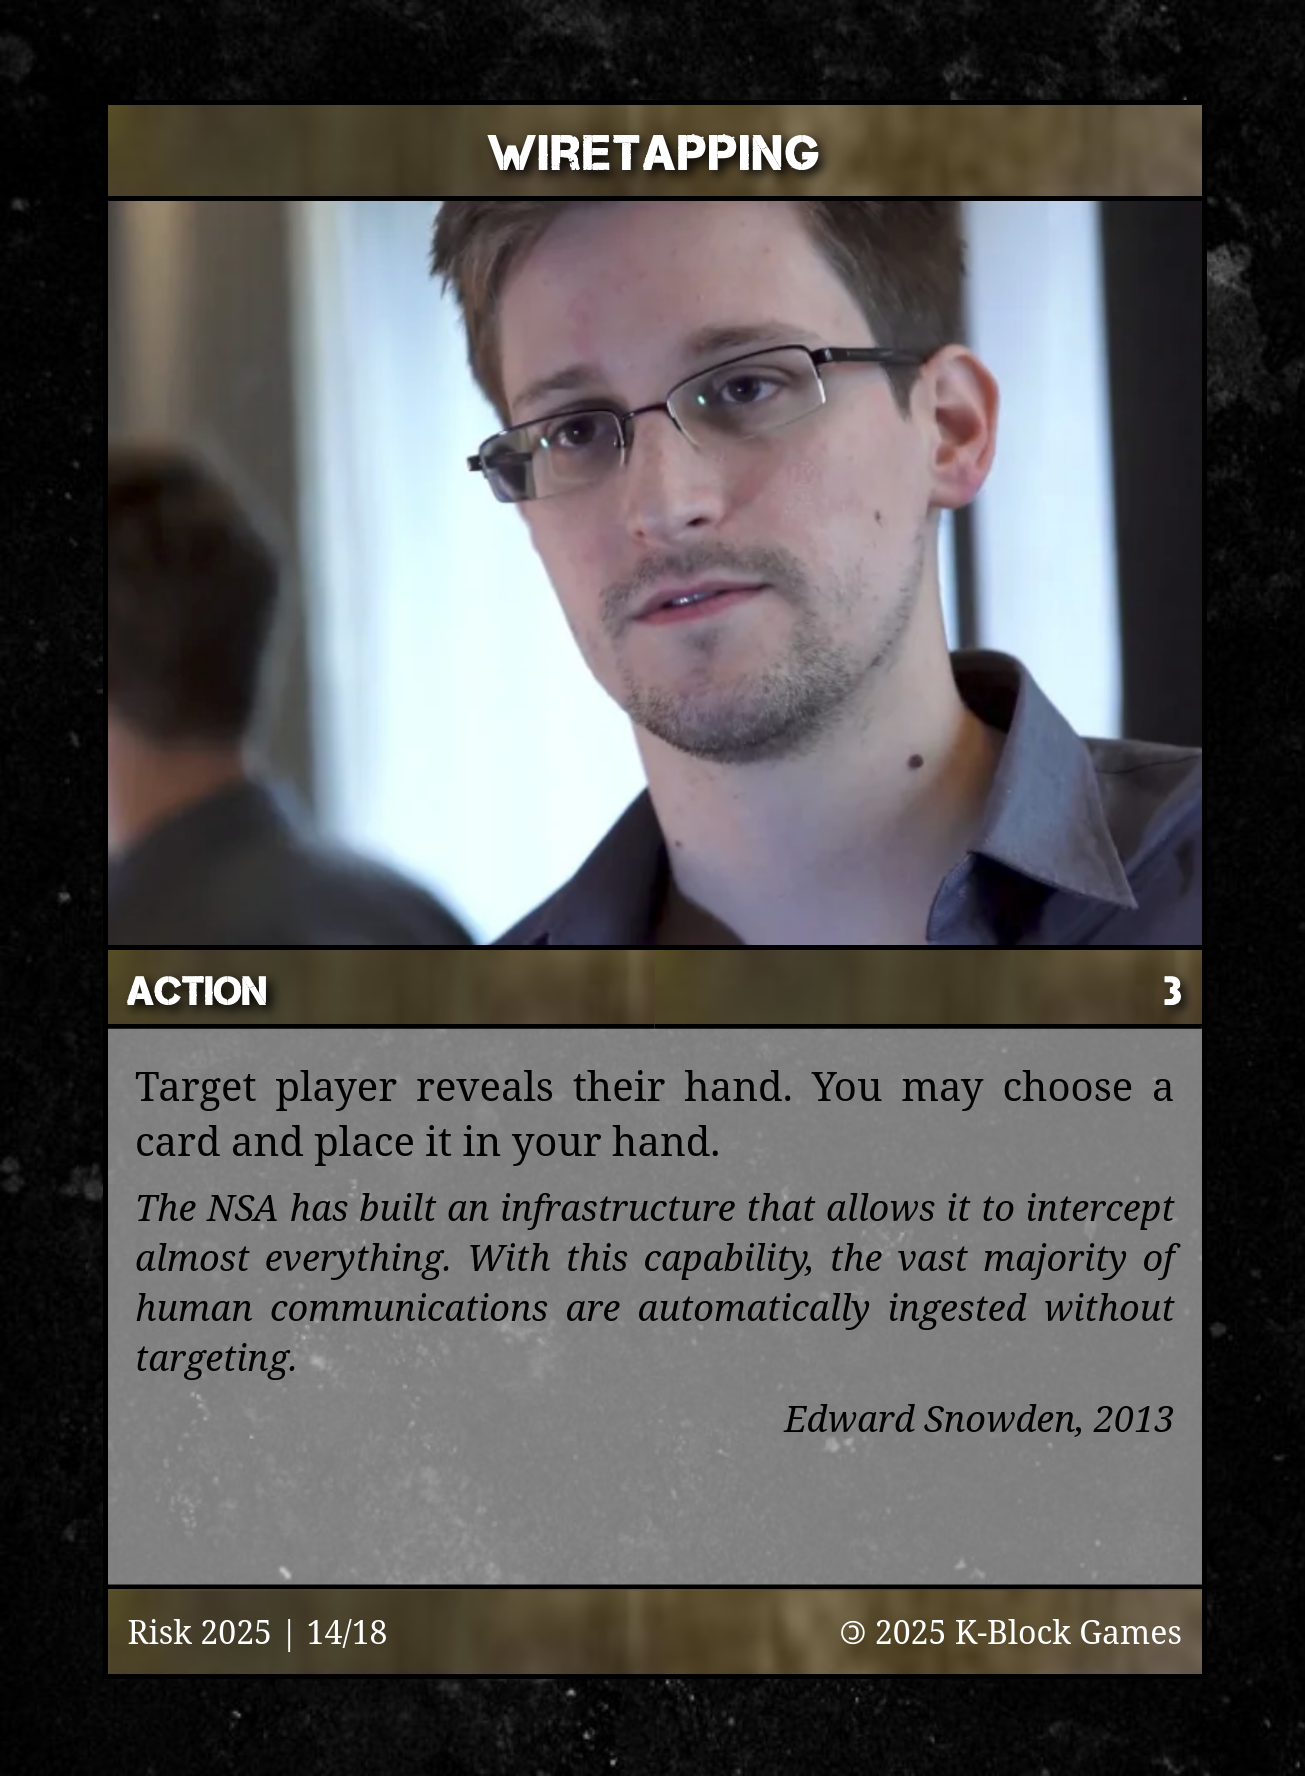 WIRETAPPING
ACTION
3
Target player reveals their hand. You may choose a
card and place it in your hand.
The NSA has built an infrastructure that allows it to intercept
almost everything. With this capability, the vast majority of
human communications are automatically ingested without
targeting.
Edward Snowden, 2013
Risk 2025 | 14/18
🄯 2025 K-Block Games